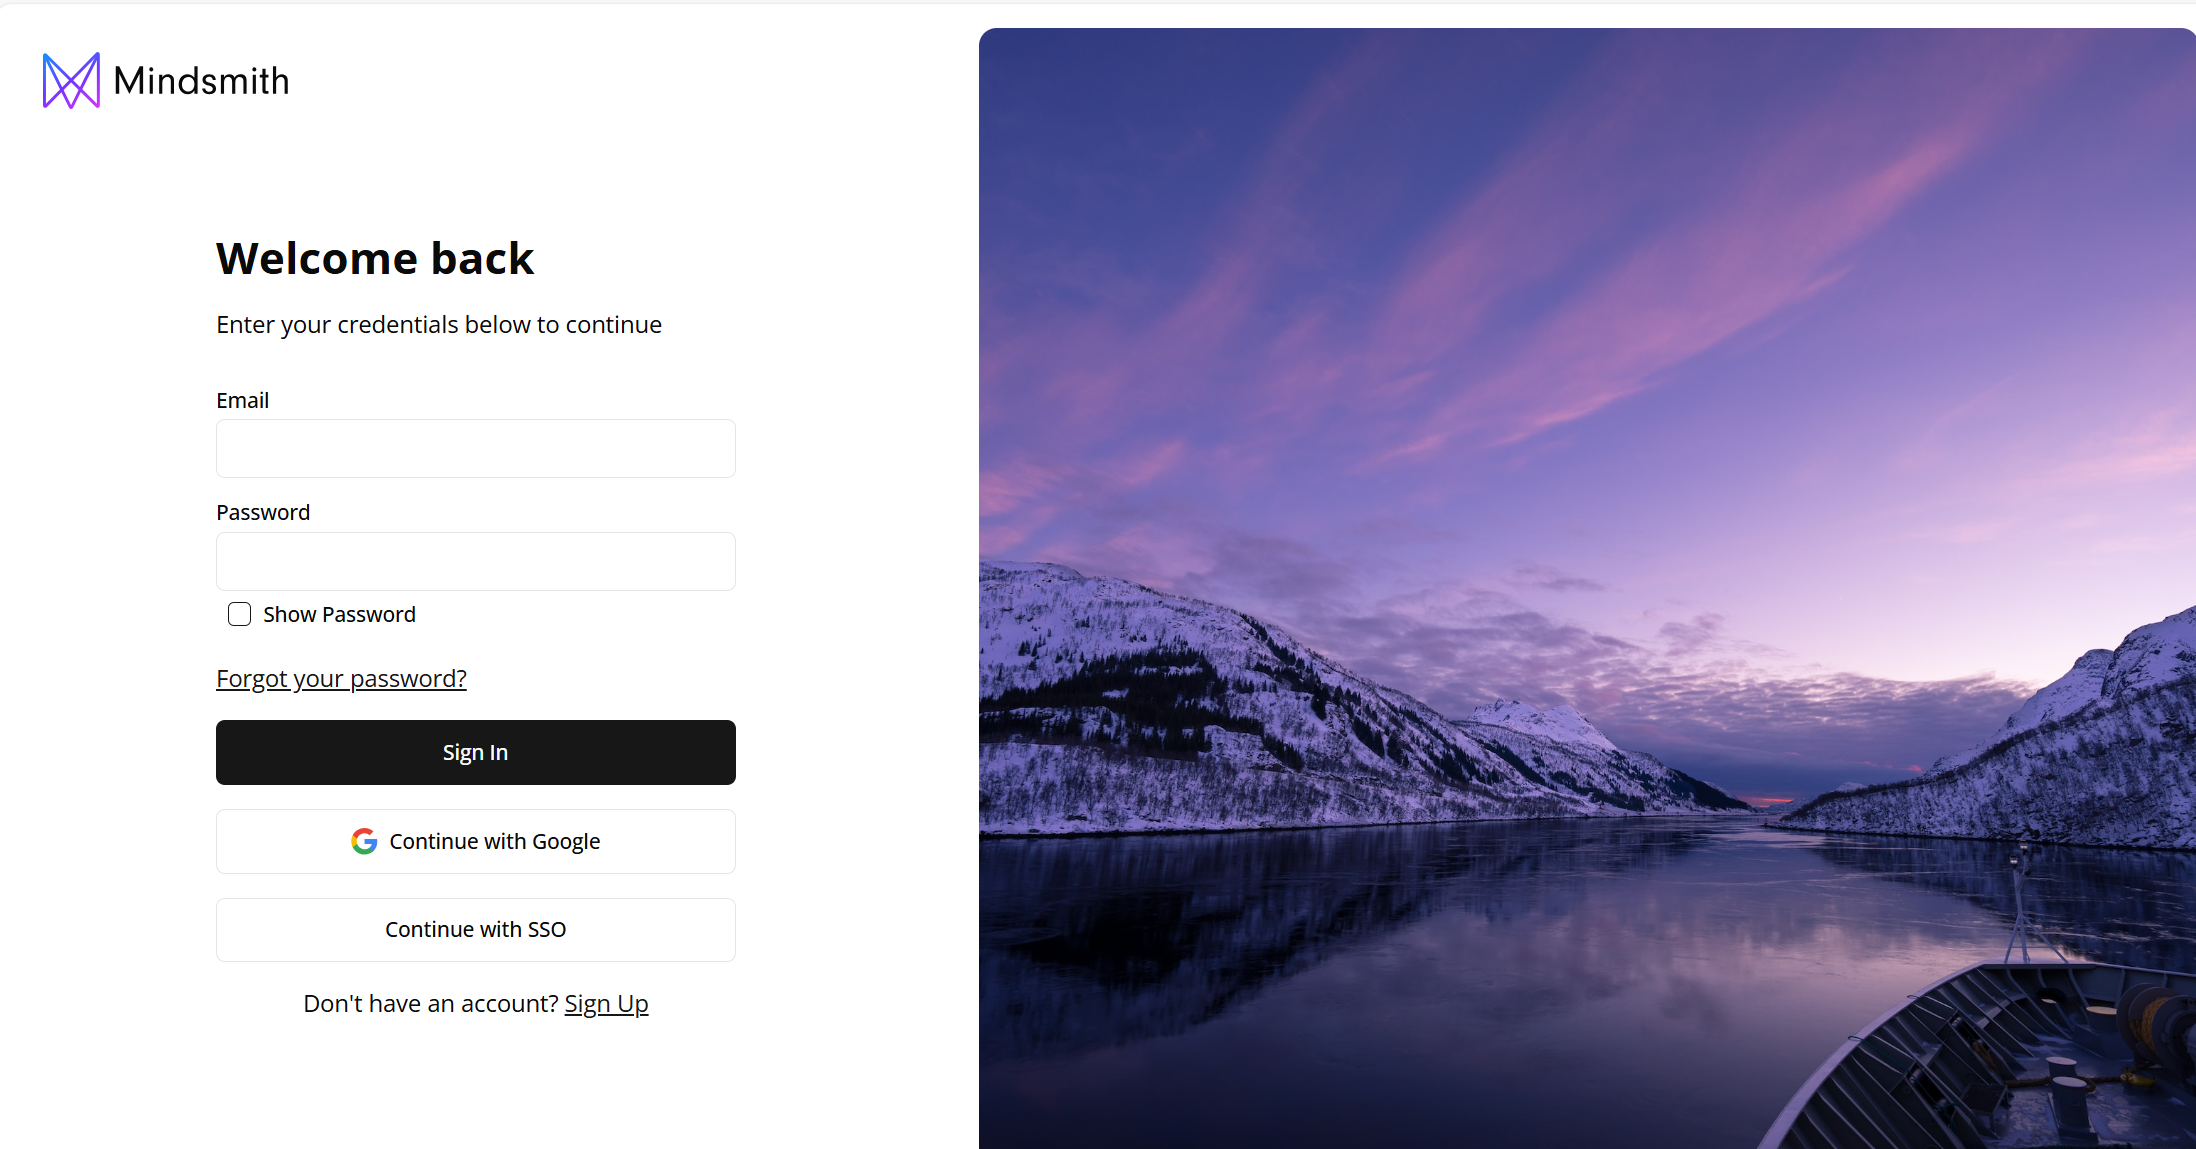 Mindsmith
Welcome back
Enter your credentials below to continue
Email
Password
Show Password
Forgot your password?
Sign In
Continue with Google
Continue with SSO
Don't have an account? Sign Up